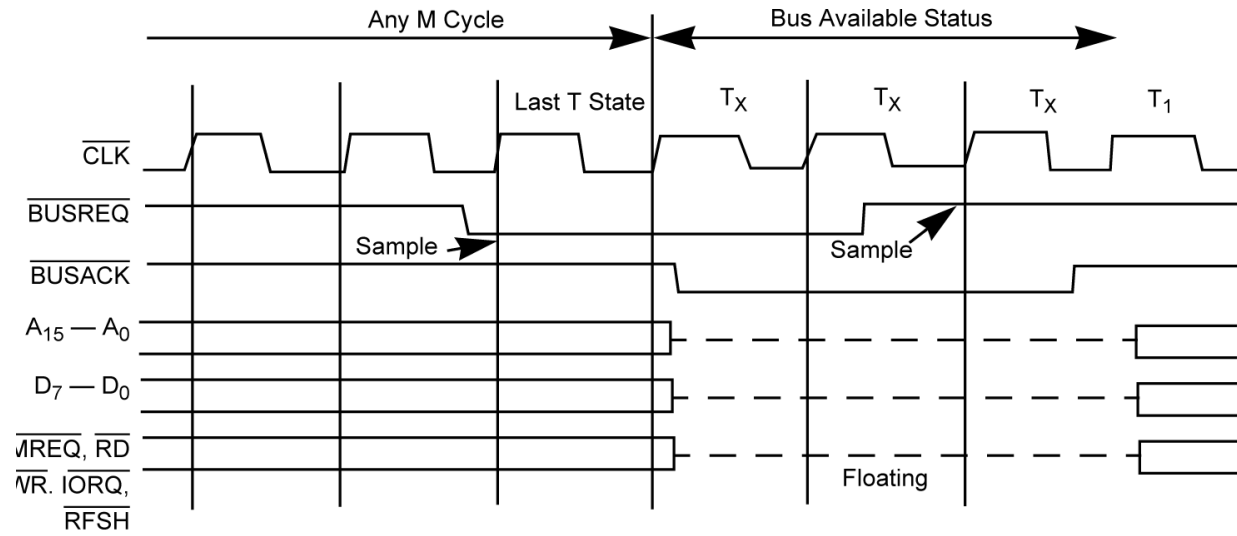 Any M Cycle
Bus Available Status
Last T State
TX
TX
TX
T1
CLK
BUSREQ
Sample
Sample
BUSACK
A15 — A0
D7 — D0
MREQ, RD
WR. IORQ,
Floating
RFSH